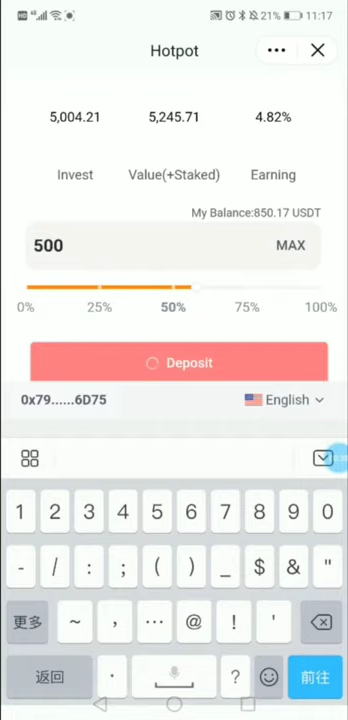 HD 4G 21% 11:17
Hotpot
5,004.21 5,245.71 4.82%
Invest Value(+Staked) Earning
My Balance:850.17 USDT
500 MAX
0% 25% 50% 75% 100%
Deposit
0x79......6D75 English
1 2 3 4 5 6 7 8 9 0
- / : ; ( ) _ $ & "
更多 ~ , ... @ ! '
返回 · ? 前往